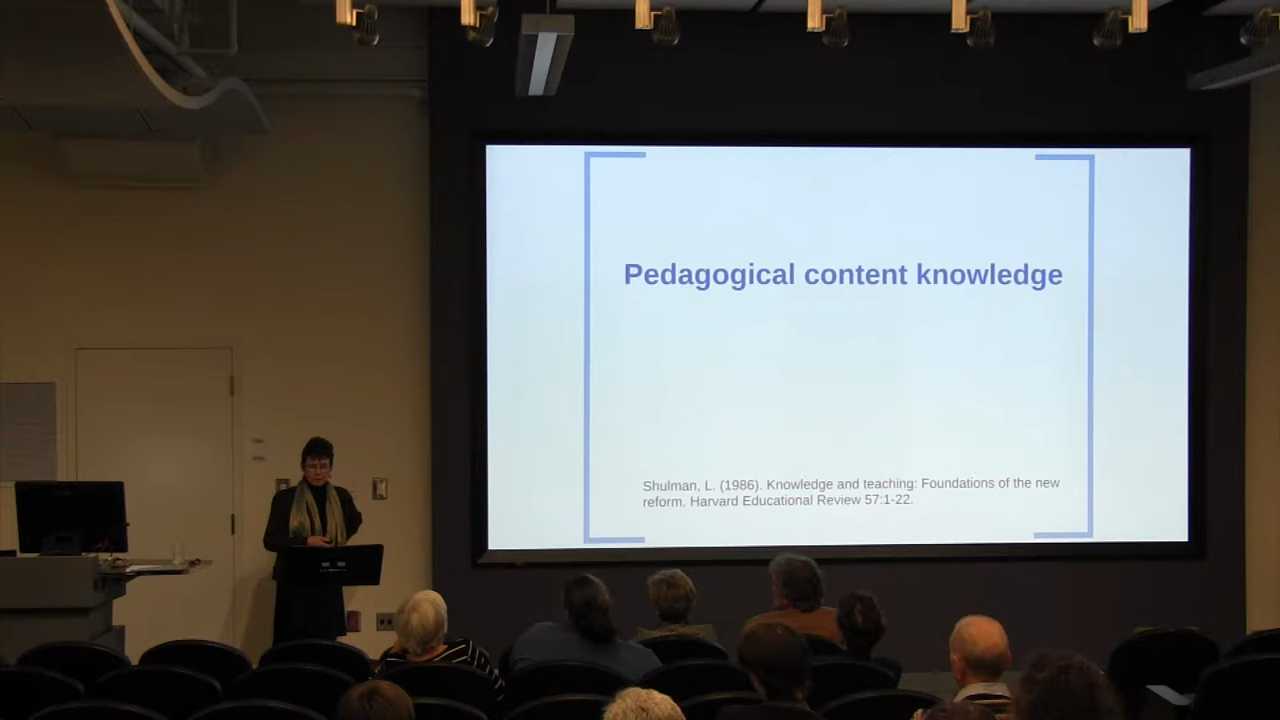 Pedagogical content knowledge
Shulman, L. (1986). Knowledge and teaching: Foundations of the new
reform. Harvard Educational Review 57:1-22.